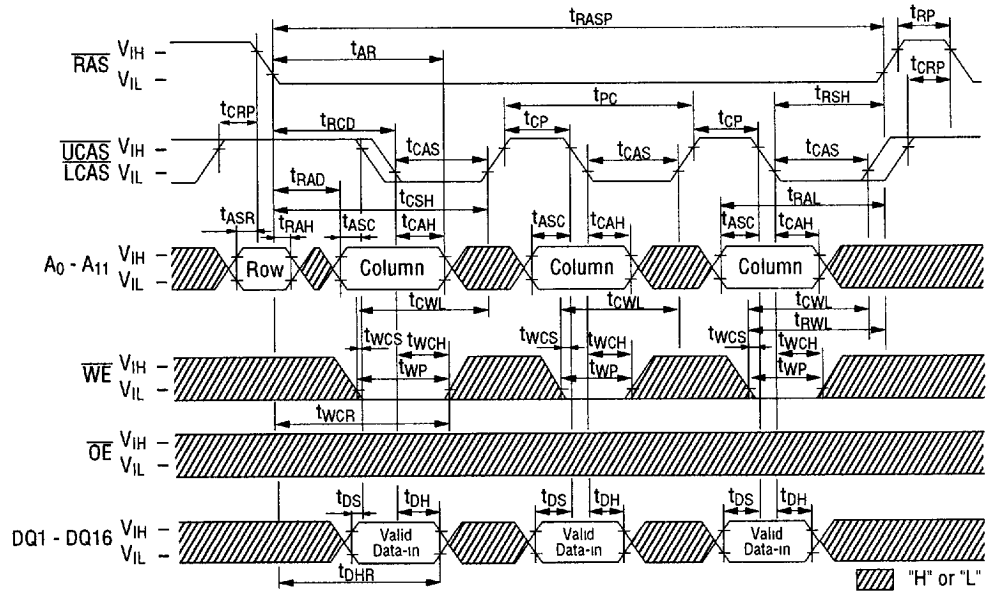 tRASP
tRP
RAS
VIH
VIL
tAR
tCRP
tCRP
tRCD
tPC
tRSH
UCAS
LCAS
VIH
VIL
tCAS
tCP
tCAS
tCP
tCAS
tRAD
tCSH
tRAL
tASR
tRAH
tASC
tCAH
tASC
tCAH
tASC
tCAH
A0 - A11
VIH
VIL
Row
Column
Column
Column
tCWL
tCWL
tCWL
tRWL
tWCS
tWCH
tWCS
tWCH
tWCS
tWCH
WE
VIH
VIL
tWP
tWP
tWP
tWCR
OE
VIH
VIL
tDS
tDH
tDS
tDH
tDS
tDH
DQ1 - DQ16
VIH
VIL
Valid
Data-in
Valid
Data-in
Valid
Data-in
tDHR
"H" or "L"